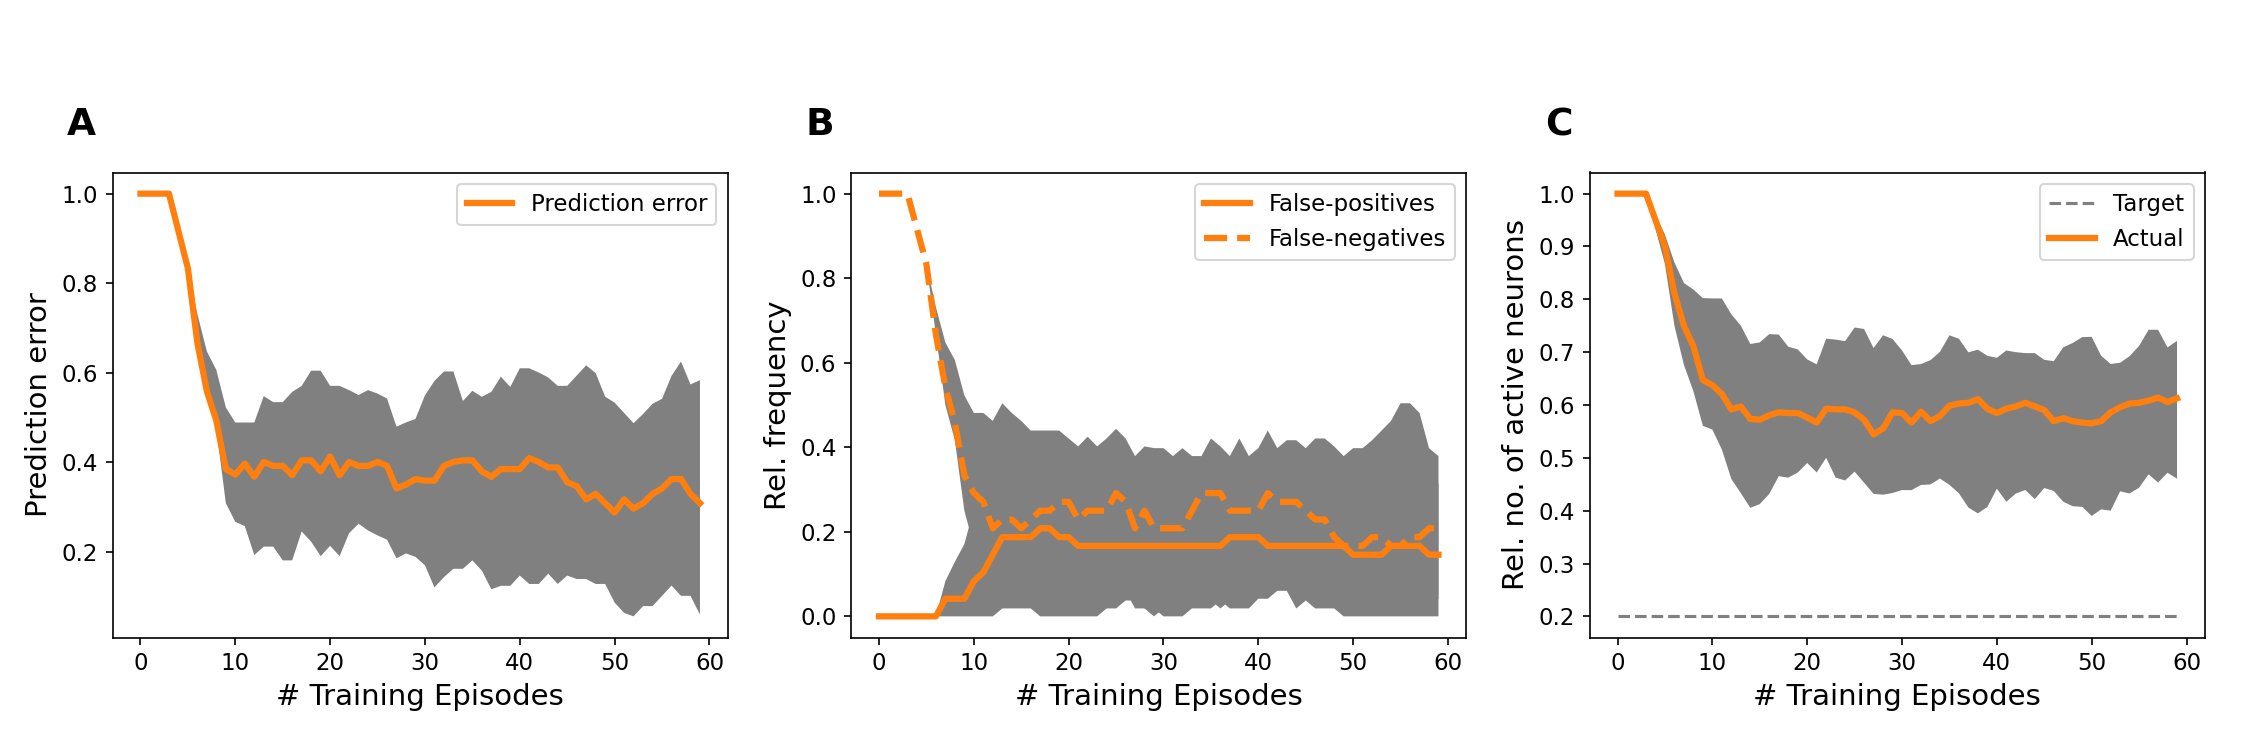 A
Prediction error
1.0
0.8
0.6
0.4
0.2
Prediction error
0 10 20 30 40 50 60
# Training Episodes
B
Rel. frequency
1.0
0.8
0.6
0.4
0.2
0.0
False-positives
False-negatives
0 10 20 30 40 50 60
# Training Episodes
C
Rel. no. of active neurons
1.0
0.9
0.8
0.7
0.6
0.5
0.4
0.3
0.2
Target
Actual
0 10 20 30 40 50 60
# Training Episodes